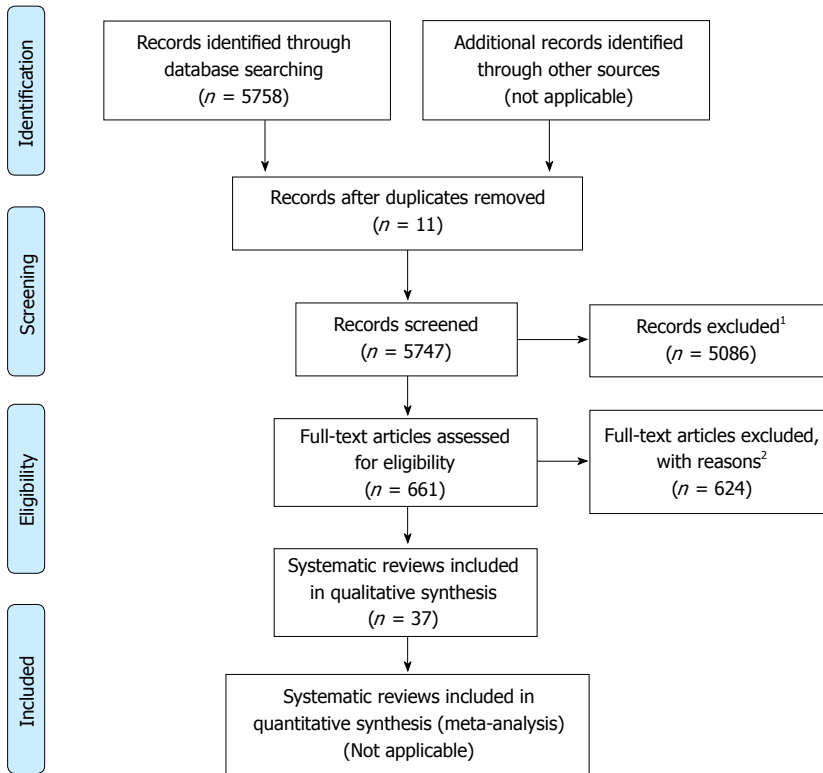 Identification
Records identified through
database searching
(n = 5758)
Additional records identified
through other sources
(not applicable)
Records after duplicates removed
(n = 11)
Screening
Records screened
(n = 5747)
Records excluded¹
(n = 5086)
Eligibility
Full-text articles assessed
for eligibility
(n = 661)
Full-text articles excluded,
with reasons²
(n = 624)
Systematic reviews included
in qualitative synthesis
(n = 37)
Included
Systematic reviews included in
quantitative synthesis (meta-analysis)
(Not applicable)